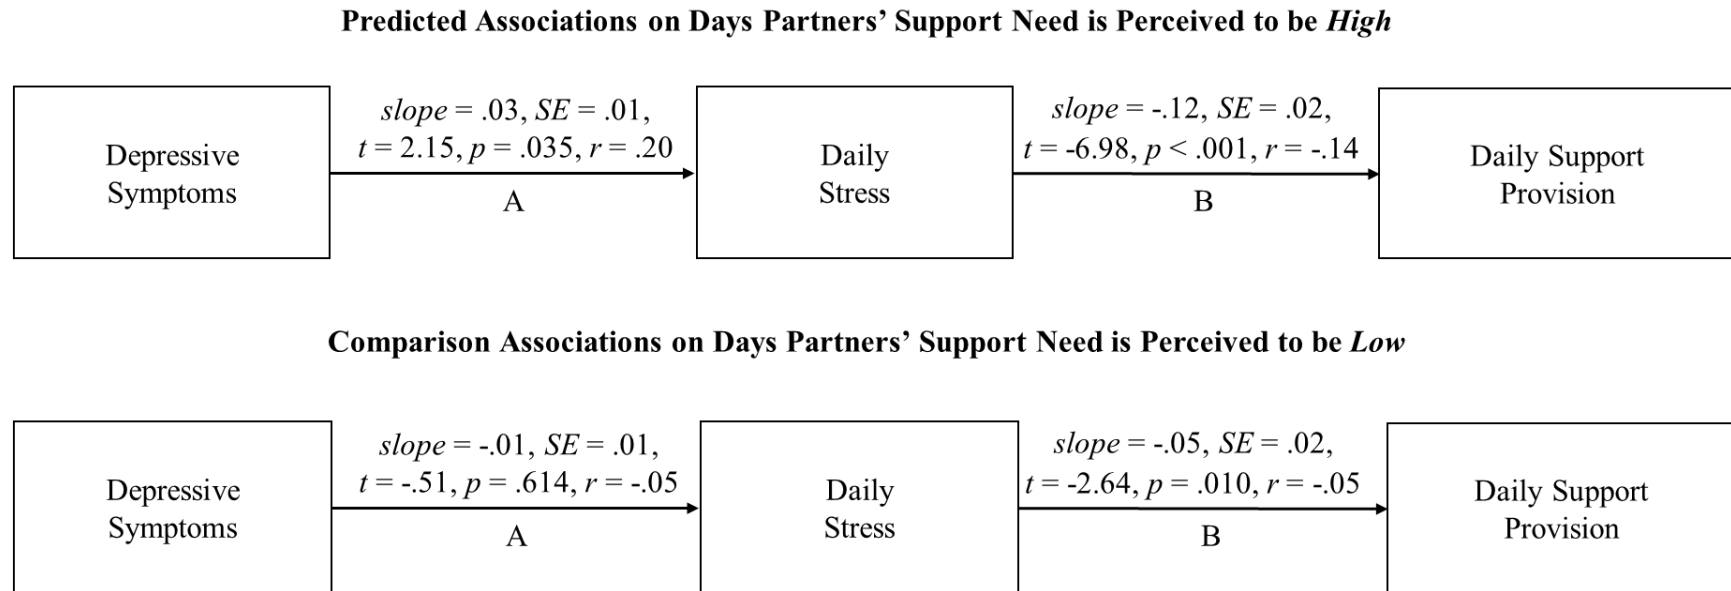 Predicted Associations on Days Partners’ Support Need is Perceived to be High
Depressive
Symptoms
slope = .03, SE = .01,
t = 2.15, p = .035, r = .20
A
Daily
Stress
slope = -.12, SE = .02,
t = -6.98, p < .001, r = -.14
B
Daily Support
Provision
Comparison Associations on Days Partners’ Support Need is Perceived to be Low
Depressive
Symptoms
slope = -.01, SE = .01,
t = -.51, p = .614, r = -.05
A
Daily
Stress
slope = -.05, SE = .02,
t = -2.64, p = .010, r = -.05
B
Daily Support
Provision